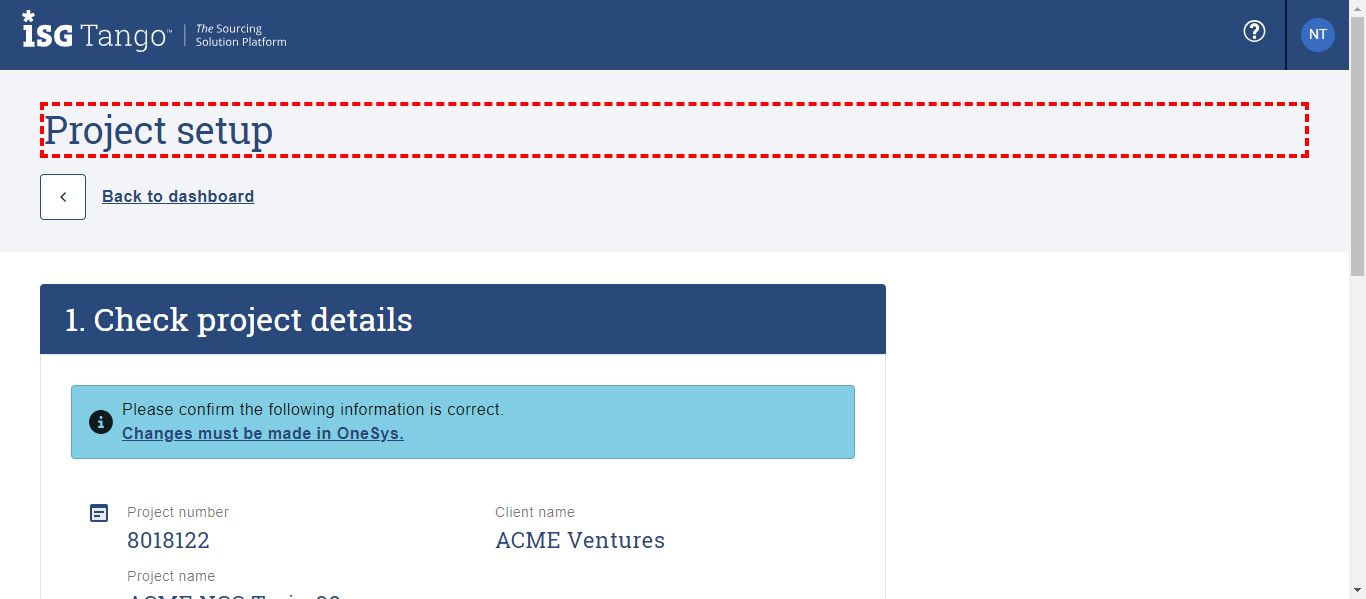 isG Tango™ The Sourcing
Solution Platform
NT
Project setup
Back to dashboard
1. Check project details
Please confirm the following information is correct.
Changes must be made in OneSys.
Project number
8018122
Client name
ACME Ventures
Project name